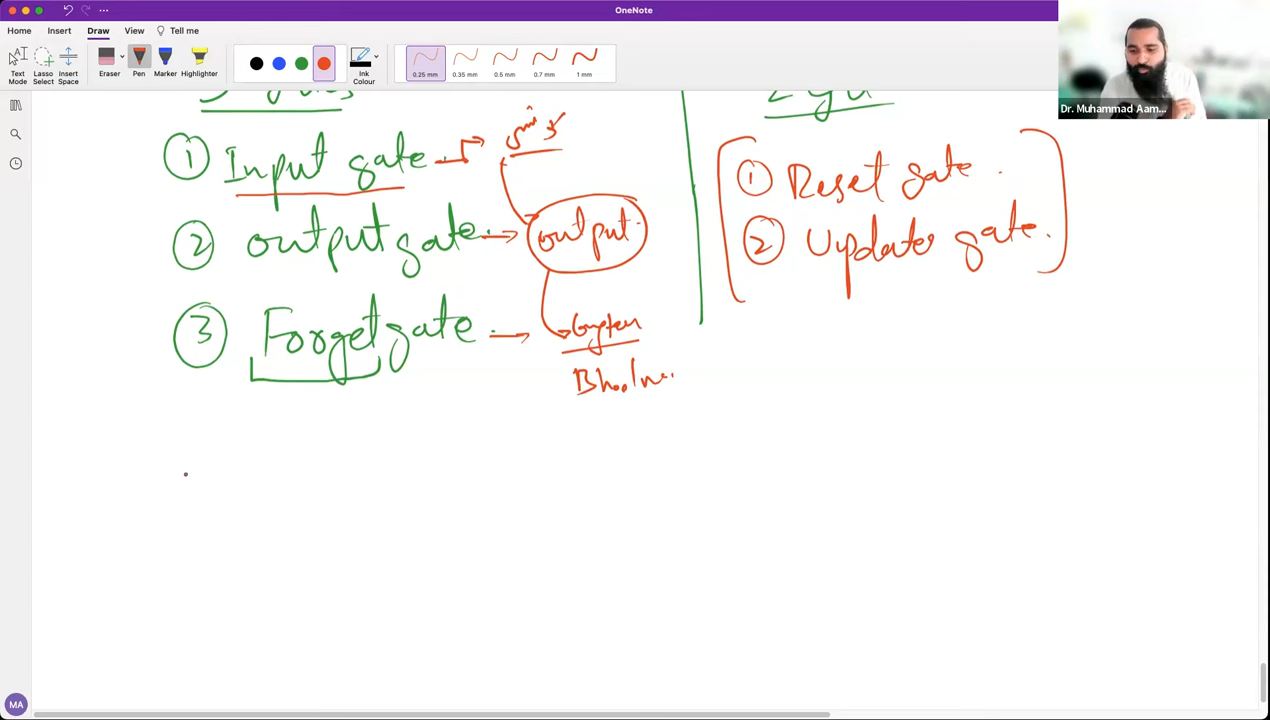 OneNote
Home Insert Draw View Tell me
Text Mode
Lasso Select
Insert Space
Eraser
Pen
Marker
Highlighter
Ink Colour
0.25 mm
0.35 mm
0.5 mm
0.7 mm
1 mm
Dr. Muhammad Aam...
① Input gate →
② output gate. → output.
③ Forget gate →
① Reset gate.
② Update gate.
MA